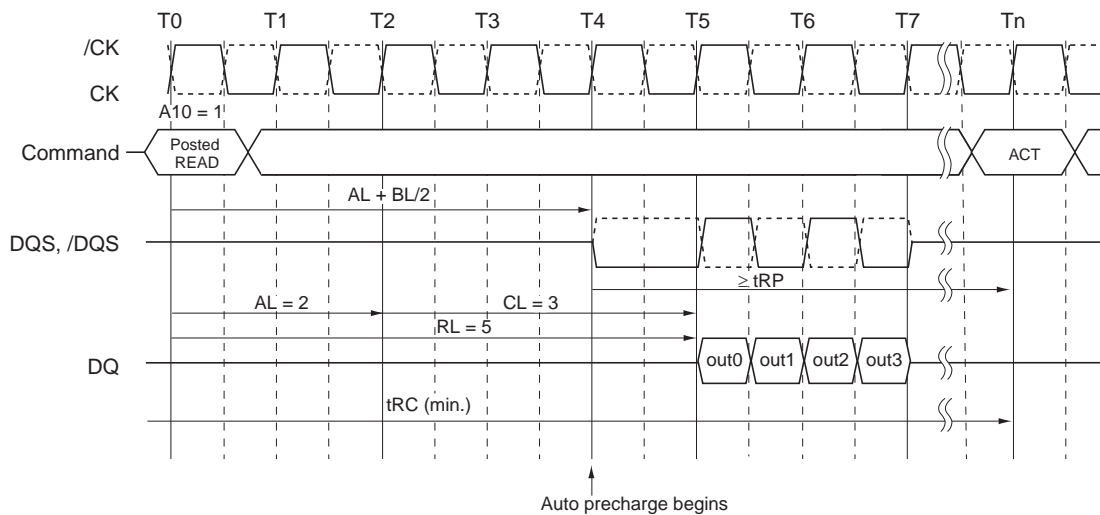 T0 T1 T2 T3 T4 T5 T6 T7 Tn
/CK
CK
A10 = 1
Command
Posted
READ
ACT
AL + BL/2
DQS, /DQS
≥ tRP
AL = 2
CL = 3
RL = 5
DQ
out0 out1 out2 out3
tRC (min.)
Auto precharge begins